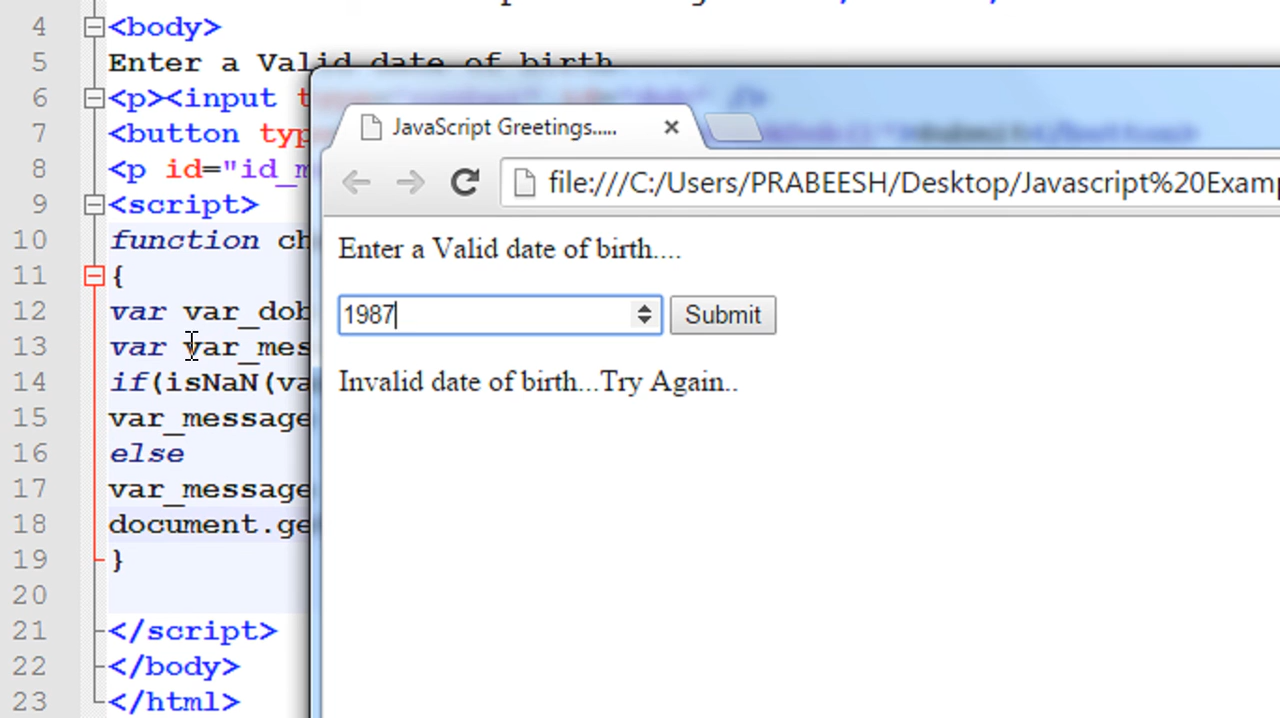 4 <body>
5 Enter a Valid date of birth
6 <p><input
7 <button typ
8 <p id="id_m
9 <script>
10 function ch
11 {
12 var var_dob
13 var var_mes
14 if(isNaN(va
15 var_message
16 else
17 var_message
18 document.ge
19 }
20
21 </script>
22 </body>
23 </html>
JavaScript Greetings.....
file:///C:/Users/PRABEESH/Desktop/Javascript%20Examp
Enter a Valid date of birth....
1987 Submit
Invalid date of birth...Try Again..